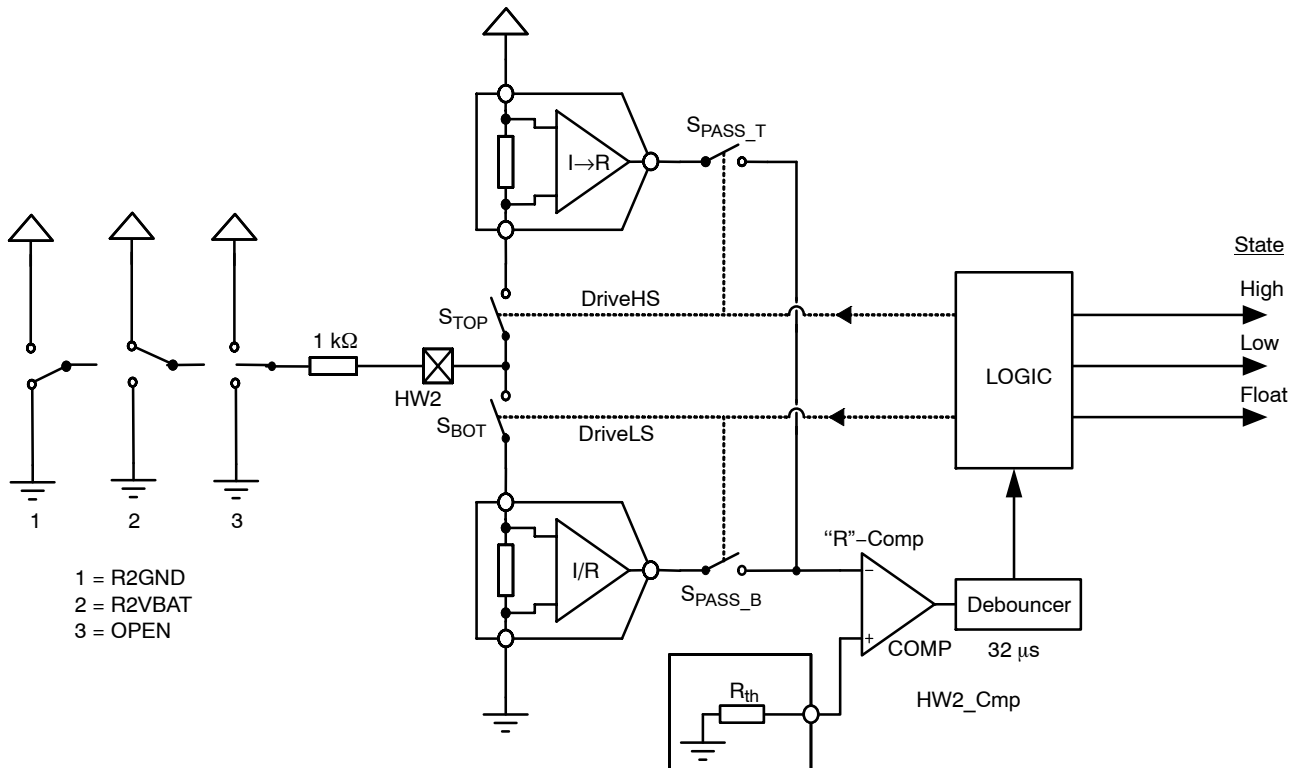 S_PASS_T
I→R
State
High
DriveHS
S_TOP
1 kΩ
Low
LOGIC
HW2
Float
S_BOT
DriveLS
1 2 3
"R"−Comp
−
I/R
1 = R2GND
2 = R2VBAT
3 = OPEN
S_PASS_B
Debouncer
+
COMP
32 μs
R_th
HW2_Cmp